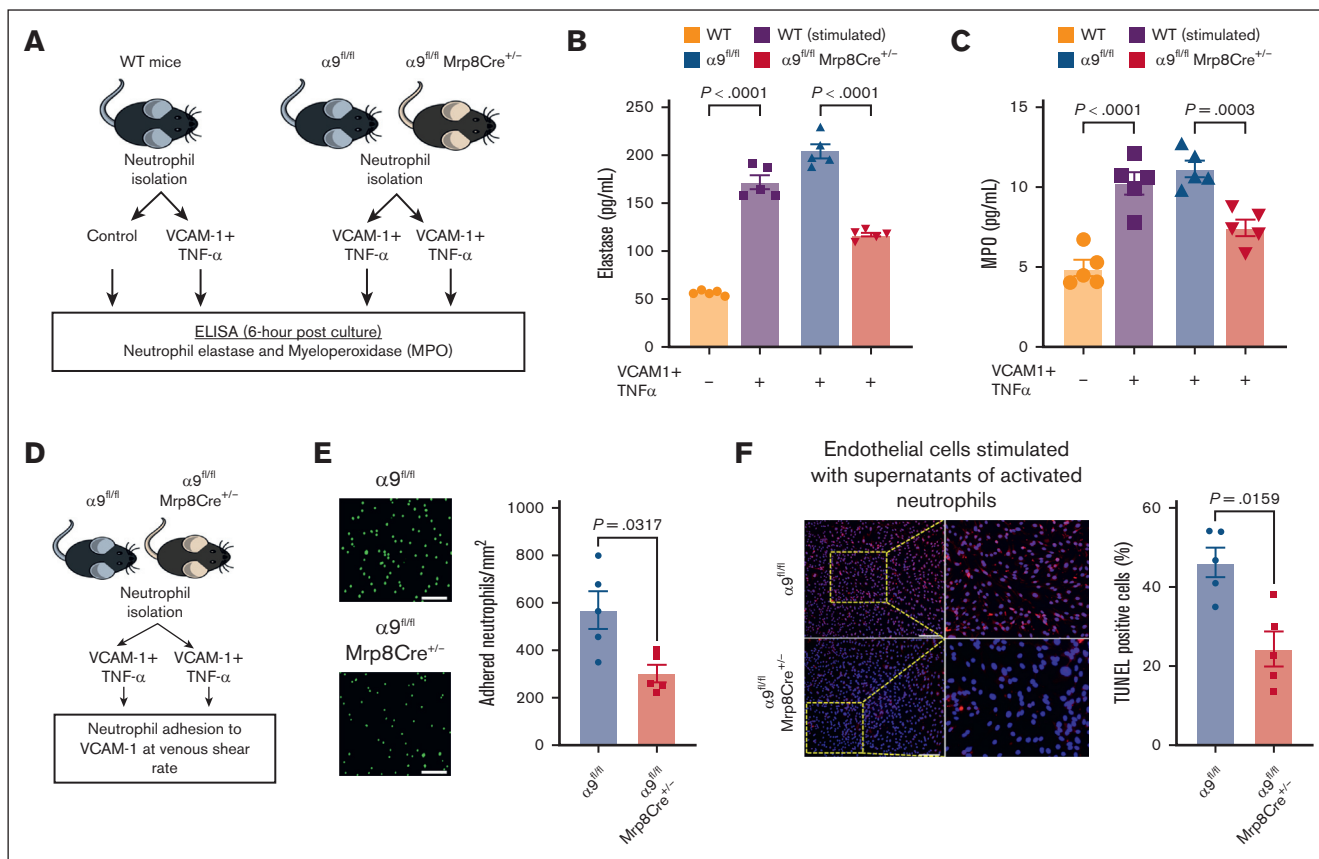 A
WT mice
α9fl/fl
α9fl/fl Mrp8Cre+/−
Neutrophil
isolation
Neutrophil
isolation
Control
VCAM-1+
TNF-α
VCAM-1+
TNF-α
VCAM-1+
TNF-α
ELISA (6-hour post culture)
Neutrophil elastase and Myeloperoxidase (MPO)
B
WT
WT (stimulated)
α9fl/fl
α9fl/fl Mrp8Cre+/−
P < .0001
P < .0001
Elastase (pg/mL)
250
200
150
100
50
0
VCAM1+
TNFα
− + + +
C
WT
WT (stimulated)
α9fl/fl
α9fl/fl Mrp8Cre+/−
P < .0001
P = .0003
MPO (pg/mL)
15
10
5
0
VCAM1+
TNFα
− + + +
D
α9fl/fl
α9fl/fl
Mrp8Cre+/−
Neutrophil
isolation
VCAM-1+
TNF-α
VCAM-1+
TNF-α
Neutrophil adhesion to
VCAM-1 at venous shear
rate
E
α9fl/fl
α9fl/fl
Mrp8Cre+/−
Adhered neutrophils/mm2
1000
800
600
400
200
0
P = .0317
α9fl/fl
α9fl/fl
Mrp8Cre+/−
F
Endothelial cells stimulated
with supernatants of activated
neutrophils
α9fl/fl
α9fl/fl
Mrp8Cre+/−
TUNEL positive cells (%)
60
40
20
0
P = .0159
α9fl/fl
α9fl/fl
Mrp8Cre+/−